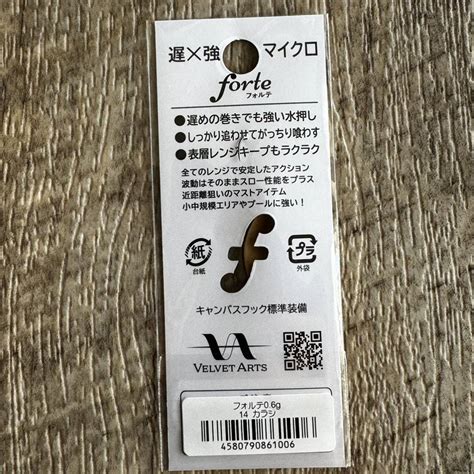 遅×強 マイクロ
forte
フォルテ
●遅めの巻きでも強い水押し
●しっかり追わせてがっちり喰わす
●表層レンジキープもラクラク
全てのレンジで安定したアクション
波動はそのままスロー性能をプラス
近距離狙いのマストアイテム
小中規模エリアやプールに強い！
紙
台紙
f
プラ
外袋
キャンバスフック標準装備
VELVET ARTS
フォルテ0.6g
14 カラシ
4580790861006